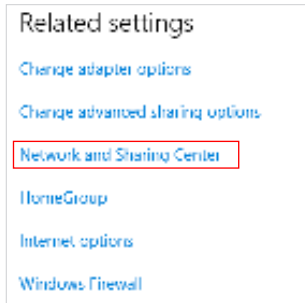 Related settings
Change adapter options
Change advanced sharing options
Network and Sharing Center
HomeGroup
Internet options
Windows Firewall